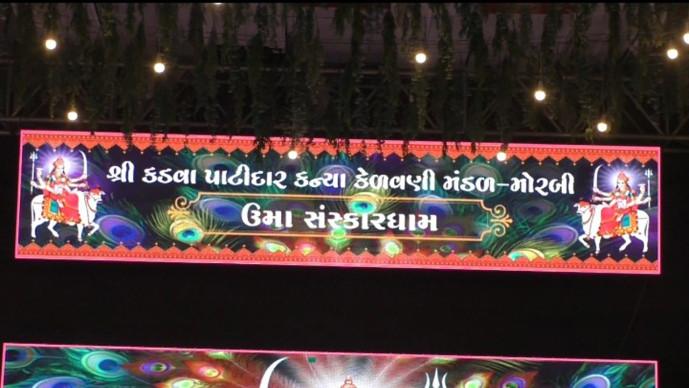 શ્રી કડવા પાટીદાર કન્યા કેળવણી મંડળ-મોરબી
ઉમા સંસ્કારધામ